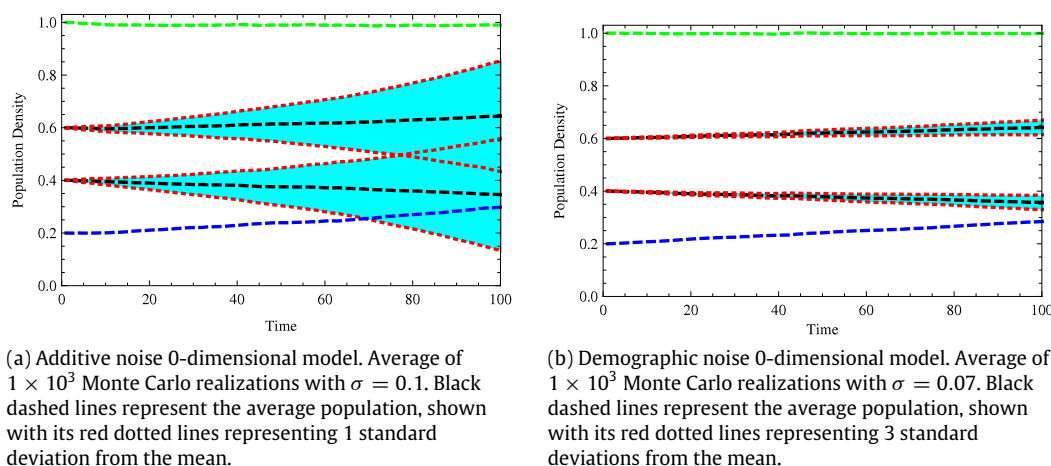 1.0
0.8
0.6
0.4
0.2
0.0
Population Density
0 20 40 60 80 100
Time
(a) Additive noise 0-dimensional model. Average of
1 × 10³ Monte Carlo realizations with σ = 0.1. Black
dashed lines represent the average population, shown
with its red dotted lines representing 1 standard
deviation from the mean.
1.0
0.8
0.6
0.4
0.2
0.0
Population Density
0 20 40 60 80 100
Time
(b) Demographic noise 0-dimensional model. Average of
1 × 10³ Monte Carlo realizations with σ = 0.07. Black
dashed lines represent the average population, shown
with its red dotted lines representing 3 standard
deviations from the mean.